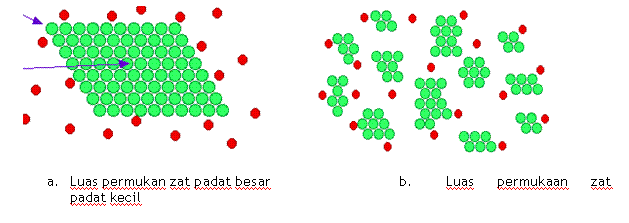 a. Luas permukan zat padat besar b. Luas permukaan zat
padat kecil